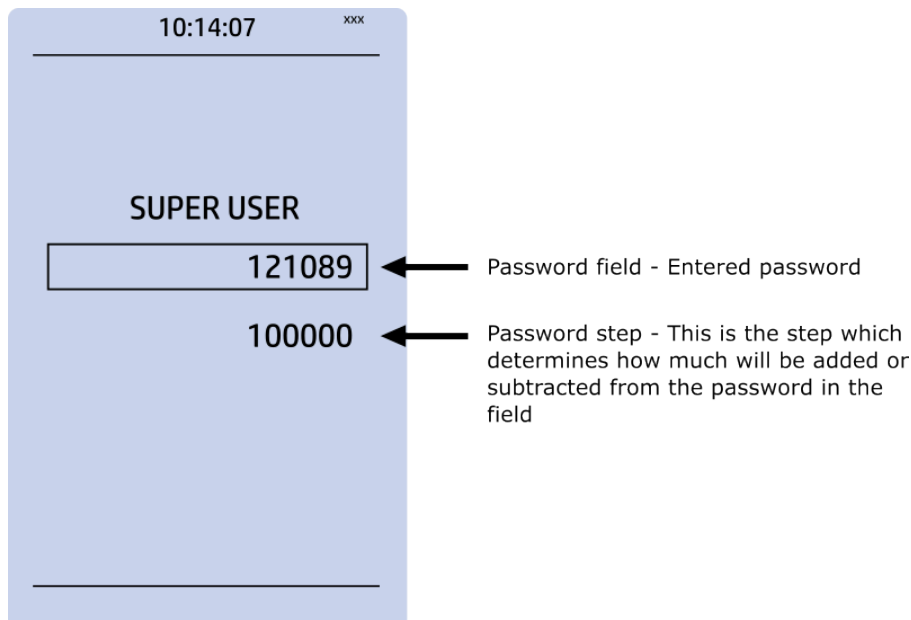 10:14:07 xxx
SUPER USER
121089
Password field - Entered password
100000
Password step - This is the step which
determines how much will be added or
subtracted from the password in the
field